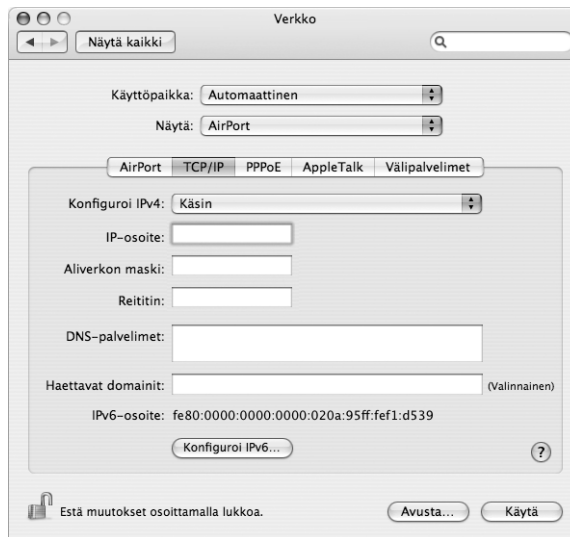 Verkko
Näytä kaikki
Käyttöpaikka: Automaattinen
Näytä: AirPort
AirPort TCP/IP PPPoE AppleTalk Välipalvelimet
Konfiguroi IPv4: Käsin
IP-osoite:
Aliverkon maski:
Reititin:
DNS-palvelimet:
Haettavat domainit: (Valinnainen)
IPv6-osoite: fe80:0000:0000:0000:020a:95ff:fef1:d539
Konfiguroi IPv6... ?
Estä muutokset osoittamalla lukkoa. Avusta... Käytä